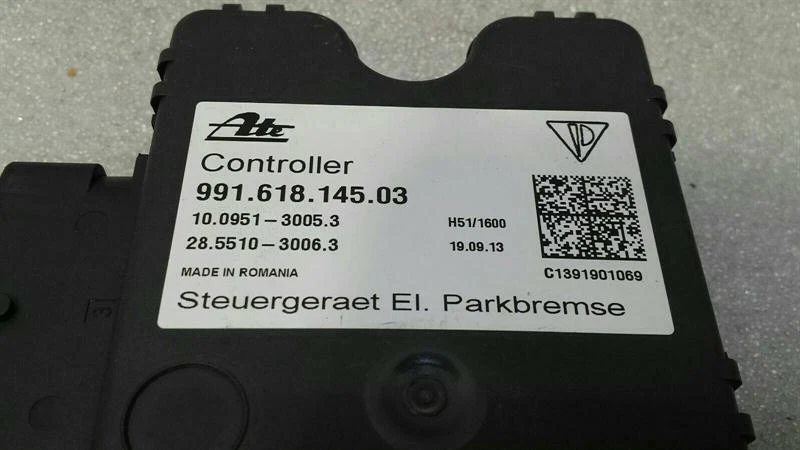 Ate
Controller
991.618.145.03
10.0951-3005.3 H51/1600
28.5510-3006.3 19.09.13
MADE IN ROMANIA C1391901069
Steuergeraet El. Parkbremse
31